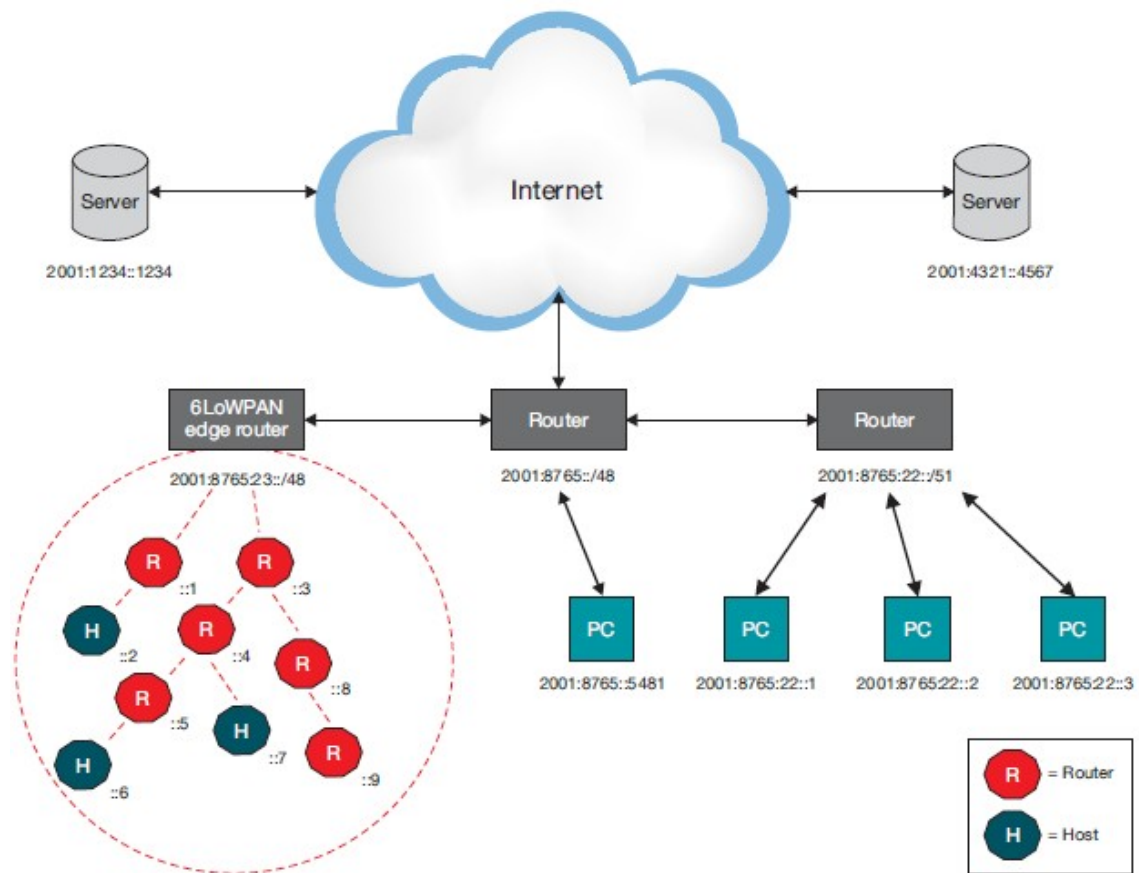 Internet
Server
Server
2001:1234::1234
2001:4321::4567
6LoWPAN
edge router
Router
Router
2001:8765:23::/48
2001:8765::/48
2001:8765:22::/51
R
R
::1
::3
H
R
::2
::4
R
::8
R
::5
H
::7
R
::9
H
::6
PC
PC
PC
PC
2001:8765::5481
2001:8765:22::1
2001:8765:22::2
2001:8765:22::3
R = Router
H = Host